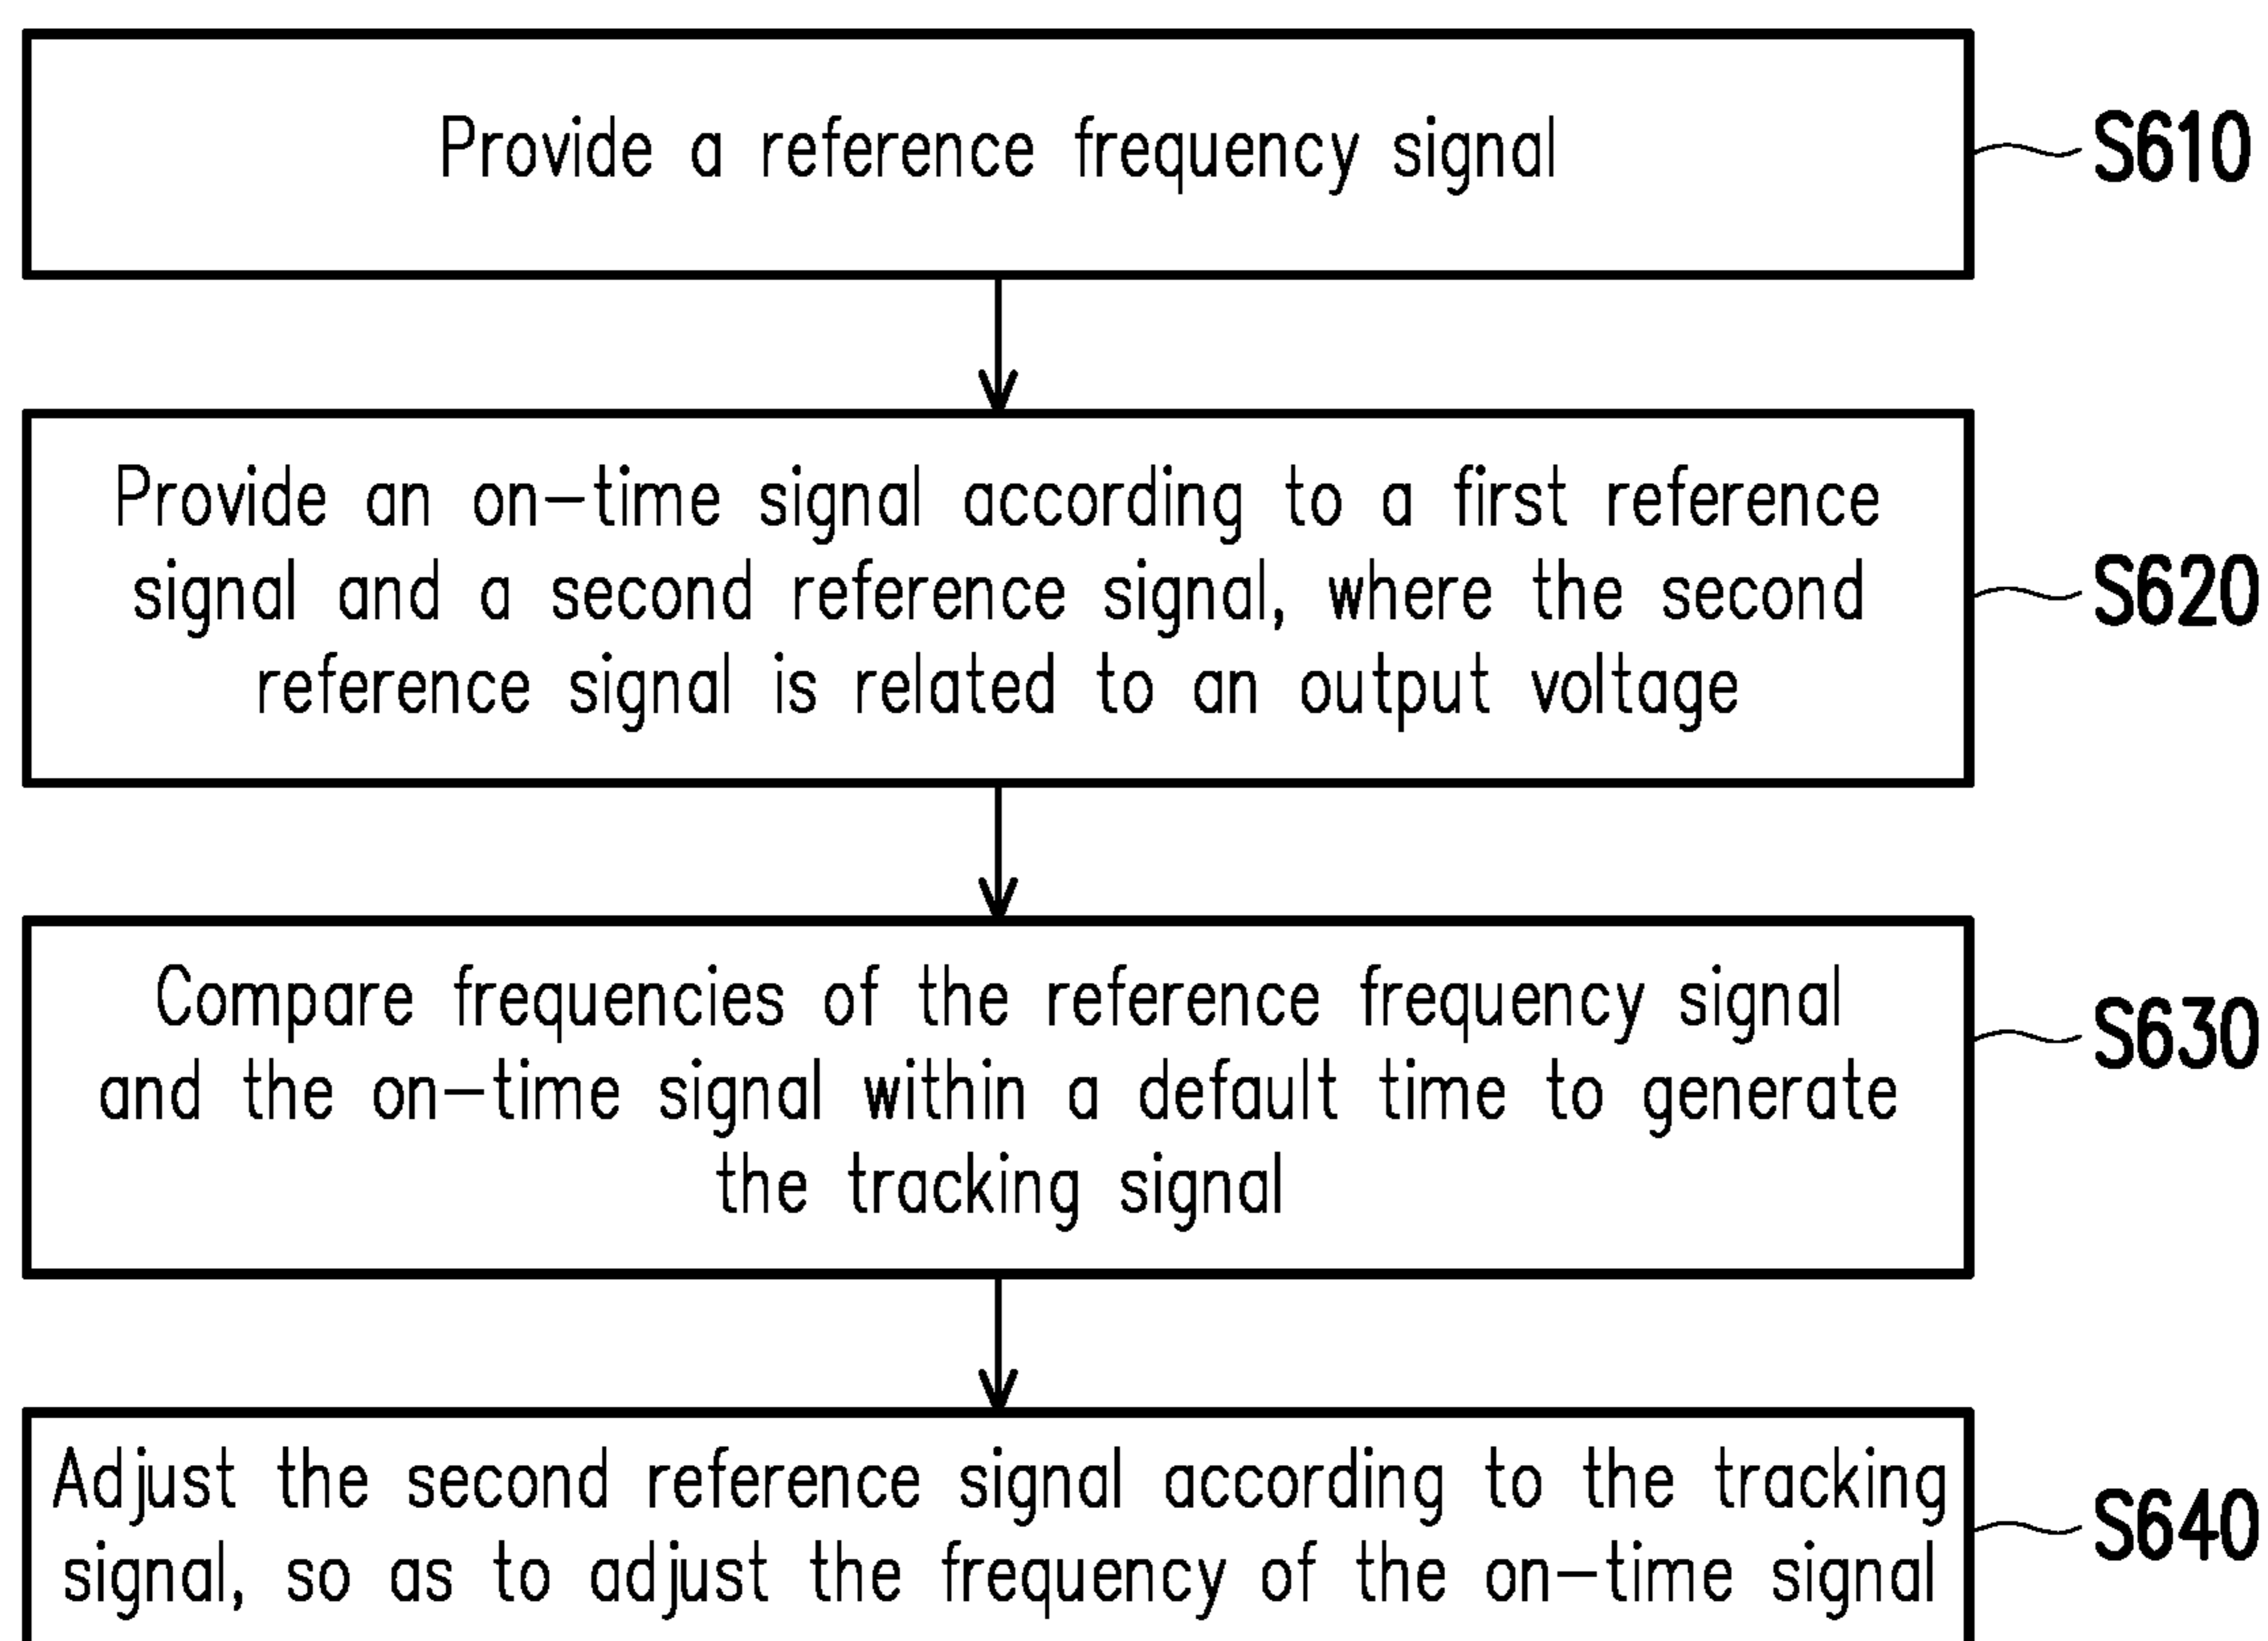 Provide a reference frequency signal
S610
Provide an on-time signal according to a first reference
signal and a second reference signal, where the second
reference signal is related to an output voltage
S620
Compare frequencies of the reference frequency signal
and the on-time signal within a default time to generate
the tracking signal
S630
Adjust the second reference signal according to the tracking
signal, so as to adjust the frequency of the on-time signal
S640